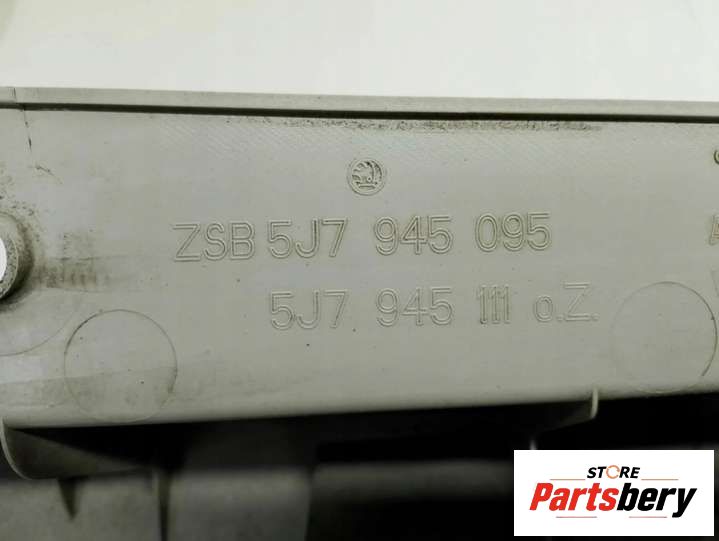 ZSB 5J7 945 095
5J7 945 111 o.Z.
STORE
Partsbery